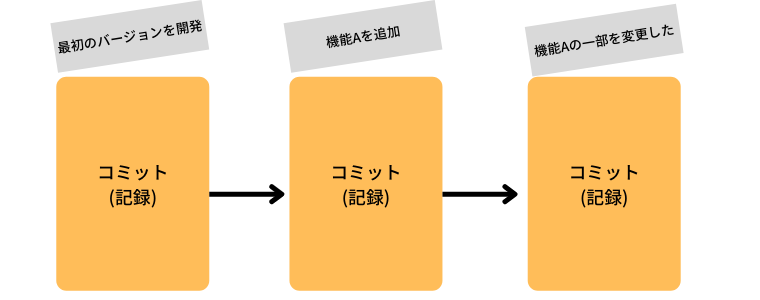 最初のバージョンを開発
機能Aを追加
機能Aの一部を変更した
コミット
(記録)
コミット
(記録)
コミット
(記録)